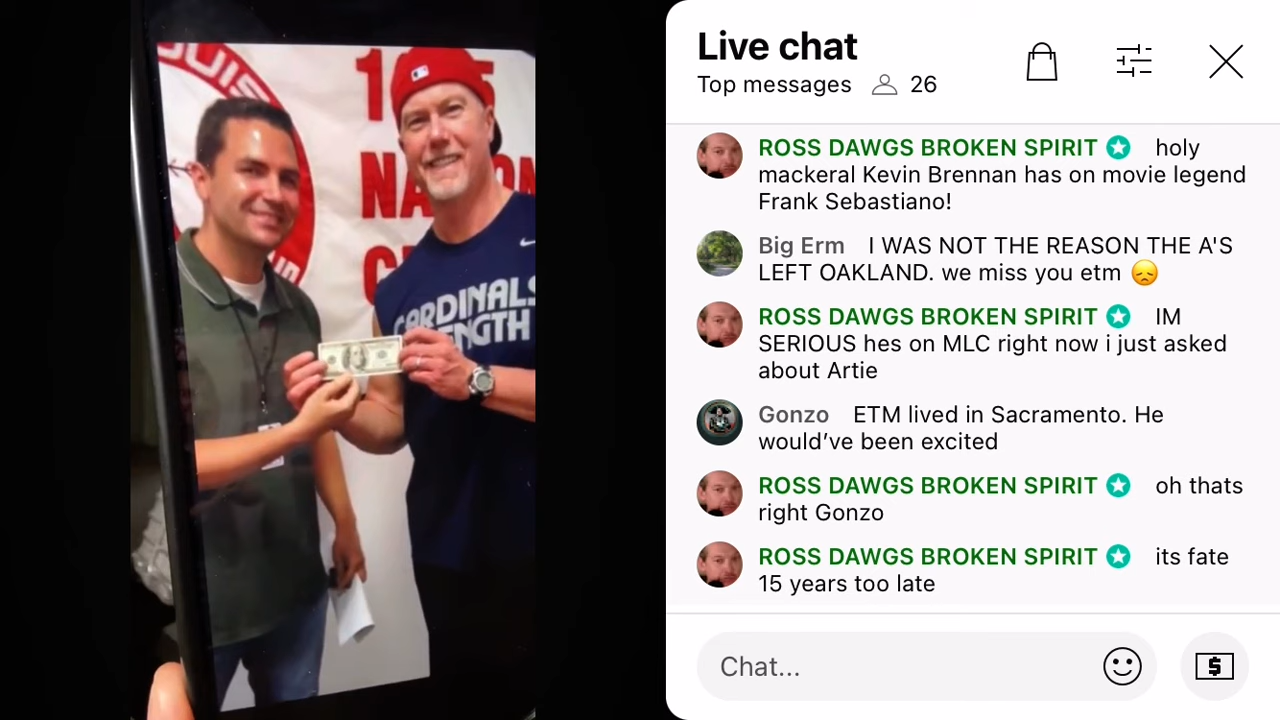 LOUIS
105
NATION
CARDINALS
STRENGTH
Live chat
Top messages 26
ROSS DAWGS BROKEN SPIRIT holy
mackeral Kevin Brennan has on movie legend
Frank Sebastiano!
Big Erm I WAS NOT THE REASON THE A'S
LEFT OAKLAND. we miss you etm 😞
ROSS DAWGS BROKEN SPIRIT IM
SERIOUS hes on MLC right now i just asked
about Artie
Gonzo ETM lived in Sacramento. He
would’ve been excited
ROSS DAWGS BROKEN SPIRIT oh thats
right Gonzo
ROSS DAWGS BROKEN SPIRIT its fate
15 years too late
Chat...
$